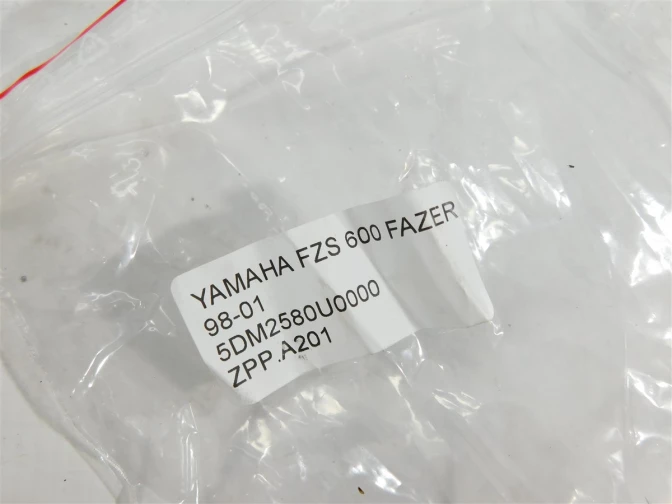 YAMAHA FZS 600 FAZER
98-01
5DM2580U0000
ZPP.A201